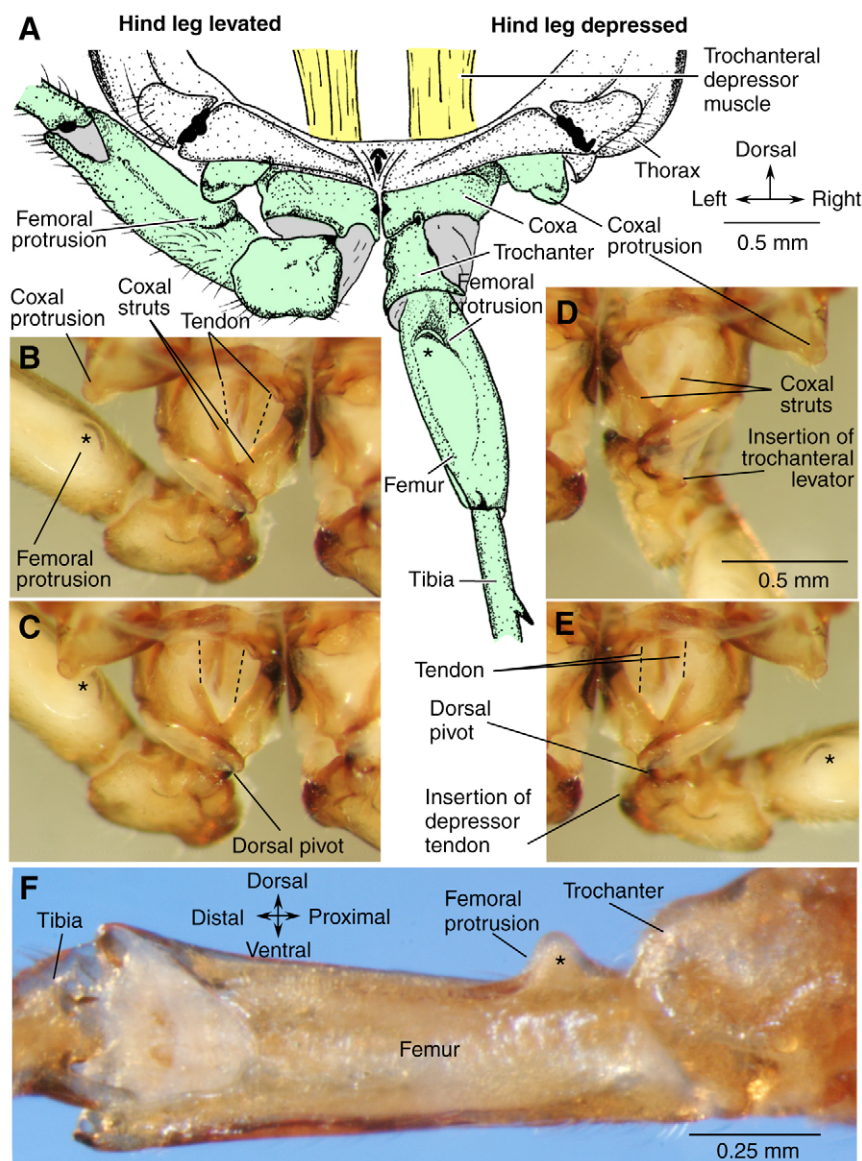 A
Hind leg levated
Hind leg depressed
Trochanteral
depressor
muscle
Thorax
Dorsal
Left
Right
0.5 mm
Femoral
protrusion
Coxa
Coxal
protrusion
Trochanter
Femoral
protrusion
*
*
Femur
Tibia
Coxal
protrusion
Coxal
struts
Tendon
B
*
Femoral
protrusion
D
Coxal
struts
Insertion of
trochanteral
levator
0.5 mm
C
*
Dorsal pivot
Tendon
Dorsal
pivot
Insertion of
depressor
tendon
E
*
F
Tibia
Dorsal
Distal
Proximal
Ventral
Femoral
protrusion
Trochanter
*
Femur
0.25 mm